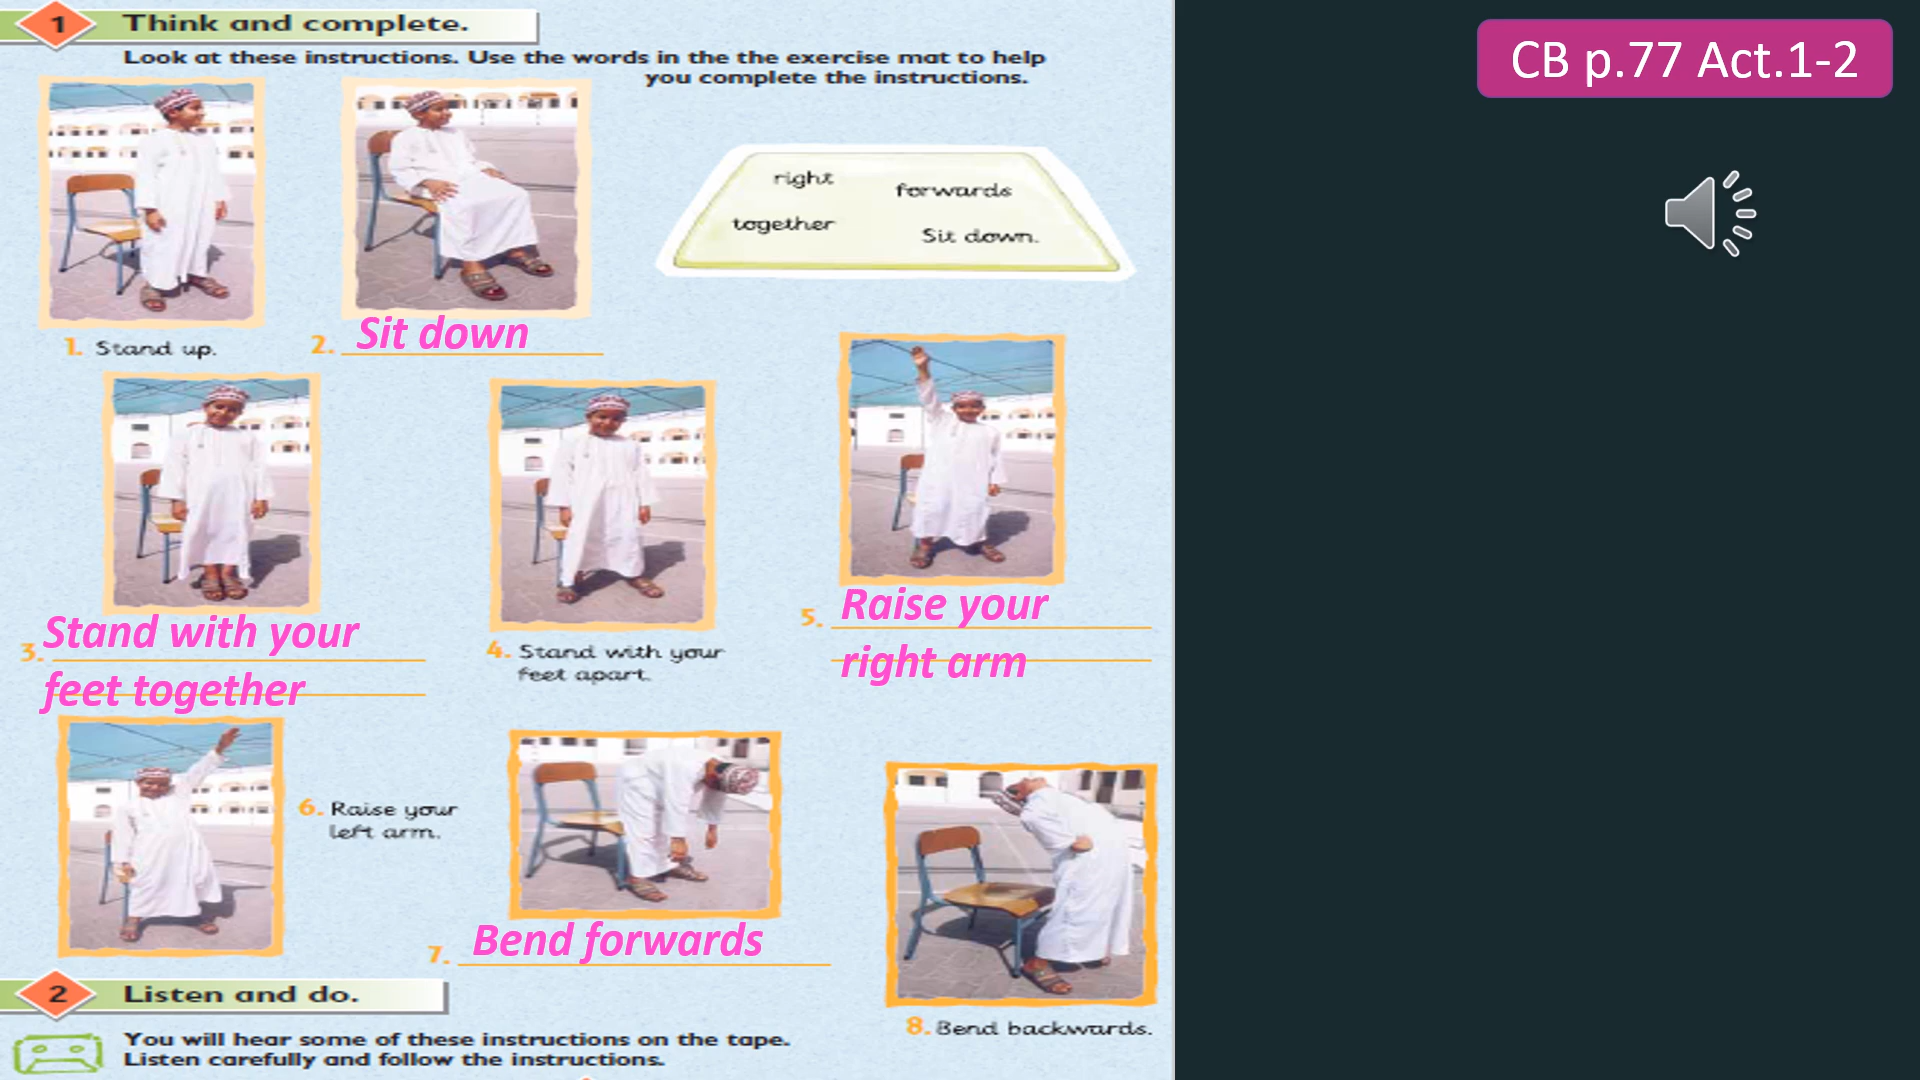 1 Think and complete.
Look at these instructions. Use the words in the the exercise mat to help
you complete the instructions.
CB p.77 Act.1-2
right
forwards
together
Sit down.
1. Stand up.
2. Sit down
3. Stand with your
feet together
4. Stand with your
feet apart.
5. Raise your
right arm
6. Raise your
left arm.
7. Bend forwards
8. Bend backwards.
2 Listen and do.
You will hear some of these instructions on the tape.
Listen carefully and follow the instructions.